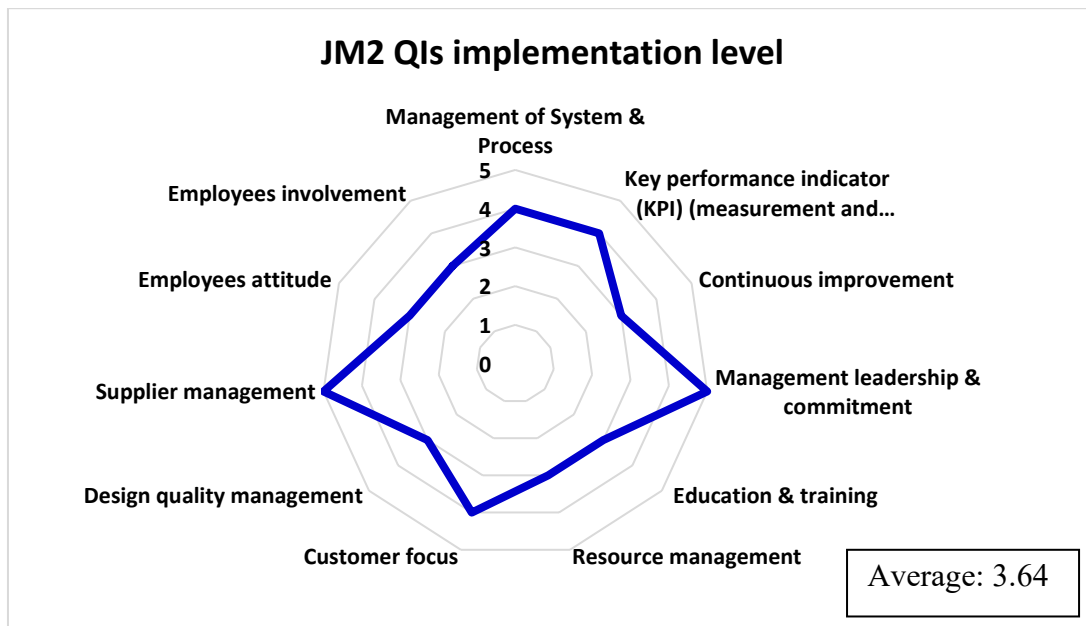 JM2 QIs implementation level
Management of System &
Process
Key performance indicator
(KPI) (measurement and...
Continuous improvement
Management leadership &
commitment
Education & training
Resource management
Customer focus
Design quality management
Supplier management
Employees attitude
Employees involvement
5
4
3
2
1
0
Average: 3.64